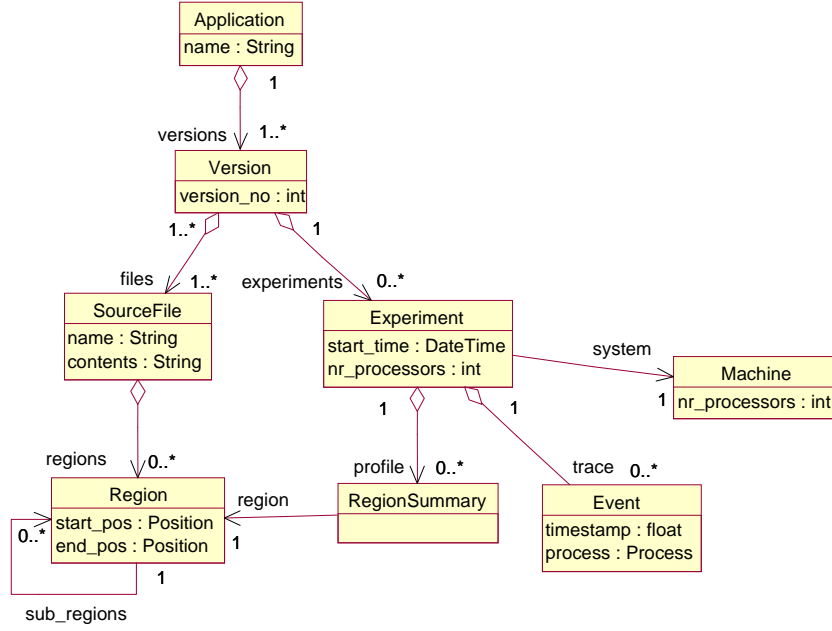 Application
name : String
1
versions
1..*
Version
version_no : int
1..*
1
files
1..*
experiments
0..*
SourceFile
name : String
contents : String
Experiment
start_time : DateTime
nr_processors : int
system
1
Machine
nr_processors : int
1
1
regions
0..*
profile
0..*
trace
0..*
Region
start_pos : Position
end_pos : Position
region
1
RegionSummary
Event
timestamp : float
process : Process
0..*
1
sub_regions